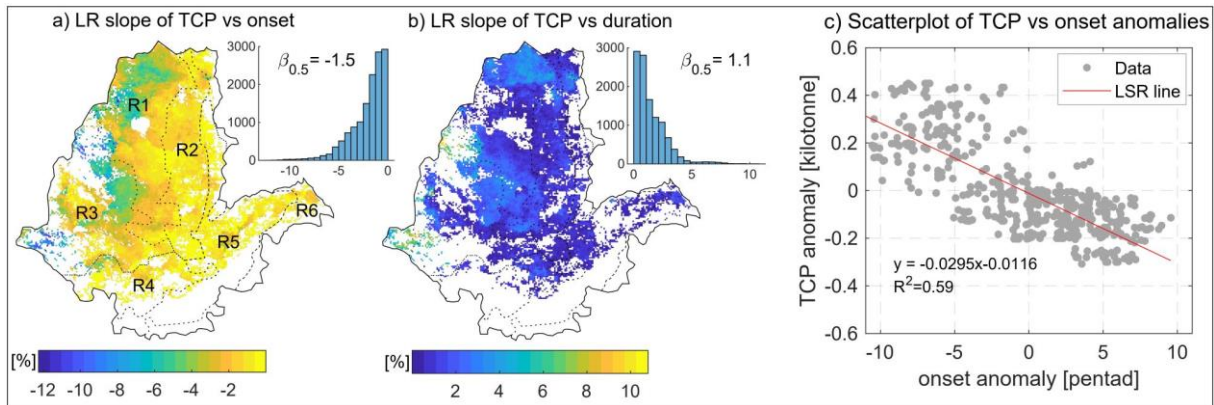 a) LR slope of TCP vs onset
3000
2000
1000
0
-10 -5 0
β0.5 = -1.5
R1
R2
R3
R4
R5
R6
[%]
-12 -10 -8 -6 -4 -2
b) LR slope of TCP vs duration
3000
2000
1000
0
0 5 10
β0.5 = 1.1
[%]
2 4 6 8 10
c) Scatterplot of TCP vs onset anomalies
TCP anomaly [kilotonne]
0.6
0.4
0.2
0
-0.2
-0.4
-0.6
Data
LSR line
y = -0.0295x-0.0116
R2=0.59
-10 -5 0 5 10
onset anomaly [pentad]